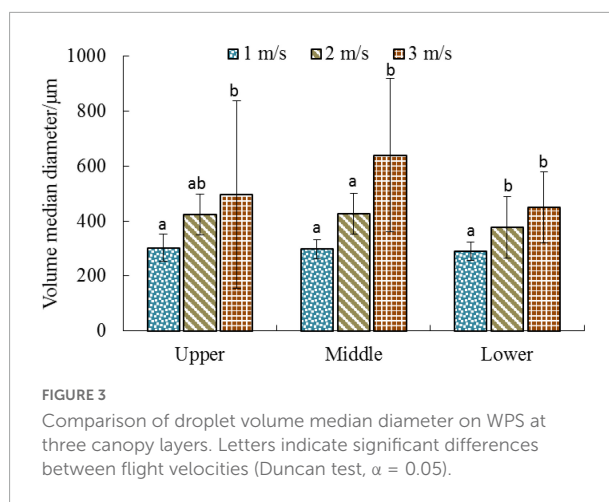 1 m/s 2 m/s 3 m/s
Volume median diameter/μm
1000
800
600
400
200
0
a ab b
a a b
a b b
Upper Middle Lower
FIGURE 3
Comparison of droplet volume median diameter on WPS at
three canopy layers. Letters indicate significant differences
between flight velocities (Duncan test, α = 0.05).